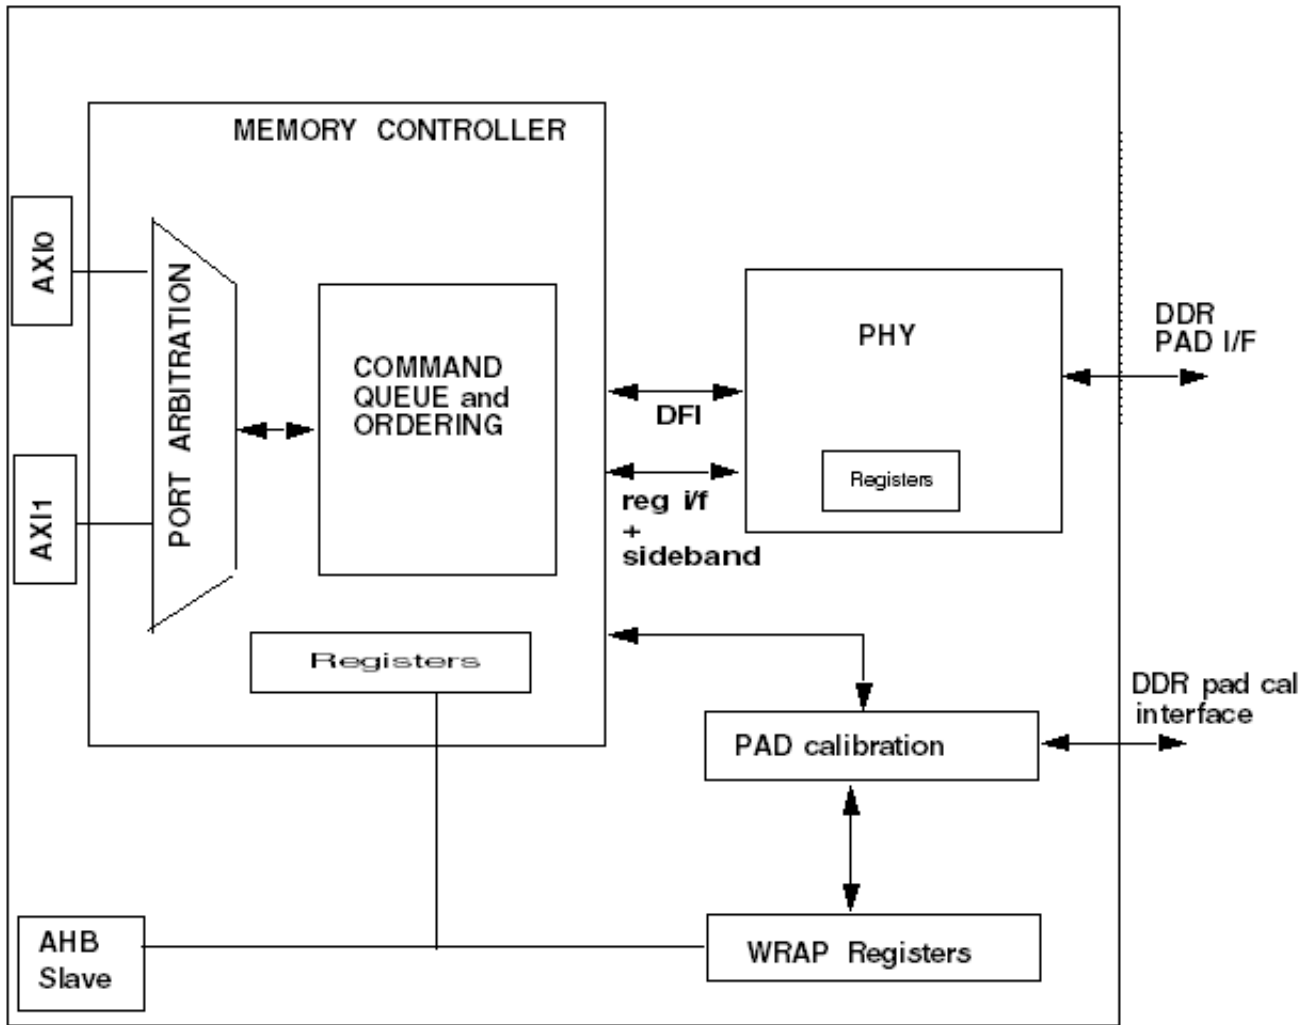 MEMORY CONTROLLER
AXI0
AXI1
PORT ARBITRATION
COMMAND
QUEUE and
ORDERING
Registers
DFI
reg i/f
+
sideband
PHY
Registers
DDR
PAD I/F
DDR pad cal
interface
PAD calibration
WRAP Registers
AHB
Slave